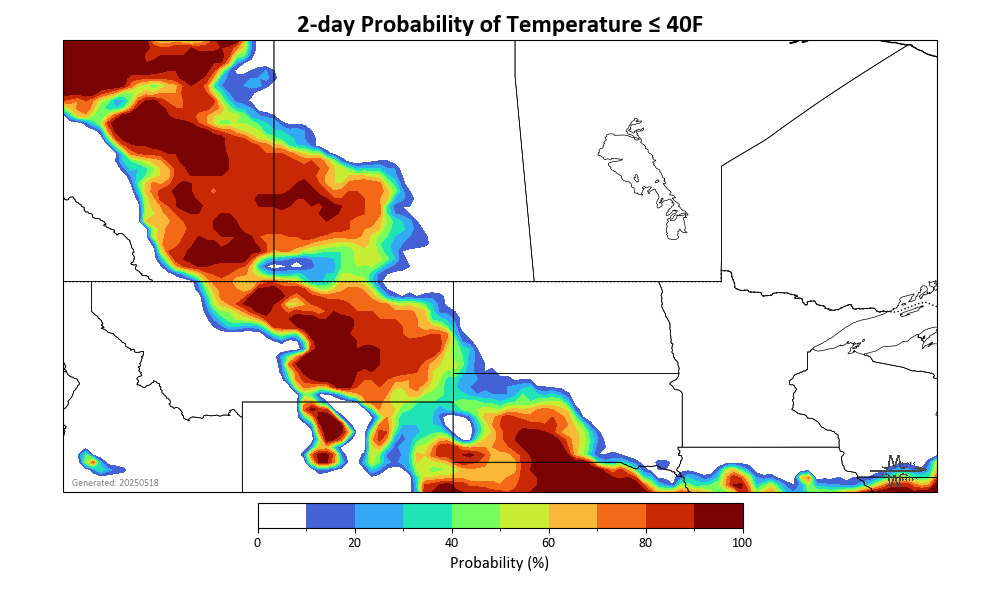 2-day Probability of Temperature ≤ 40F
Generated: 20250518
0 20 40 60 80 100
Probability (%)